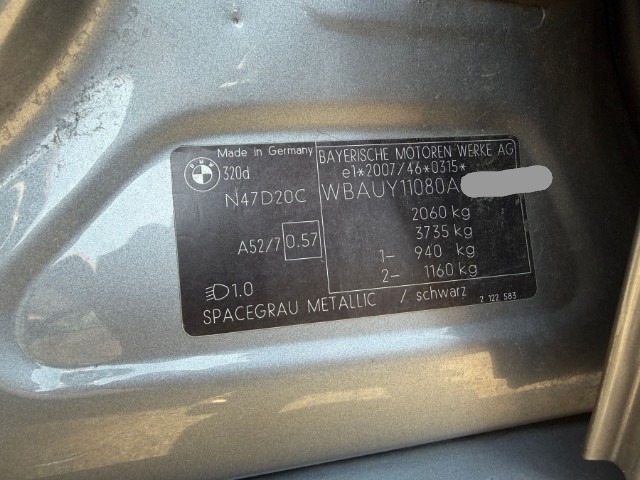 BMW
Made in Germany
320d
N47D20C
A52/7 0.57
1.0
BAYERISCHE MOTOREN WERKE AG
e1*2007/46*0315*
WBAUY11080A
2060 kg
3735 kg
1- 940 kg
2- 1160 kg
SPACEGRAU METALLIC / schwarz
2 122 583